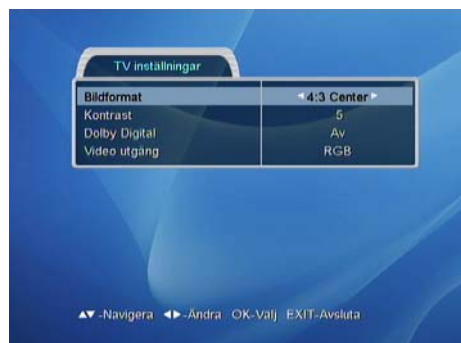 TV inställningar
Bildformat ◄4:3 Center►
Kontrast 5
Dolby Digital Av
Video utgång RGB
▲▼-Navigera ◄►-Ändra OK-Välj EXIT-Avsluta